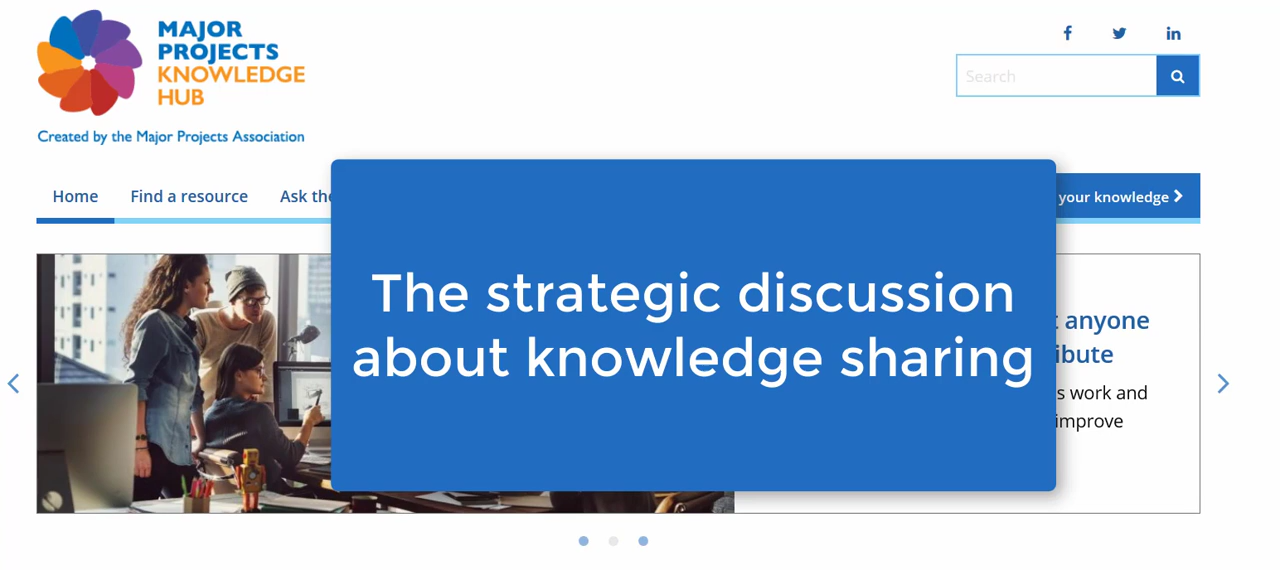 MAJOR
PROJECTS
KNOWLEDGE
HUB
Created by the Major Projects Association
Search
Home
Find a resource
Ask
your knowledge
The strategic discussion
about knowledge sharing
anyone
work and
improve